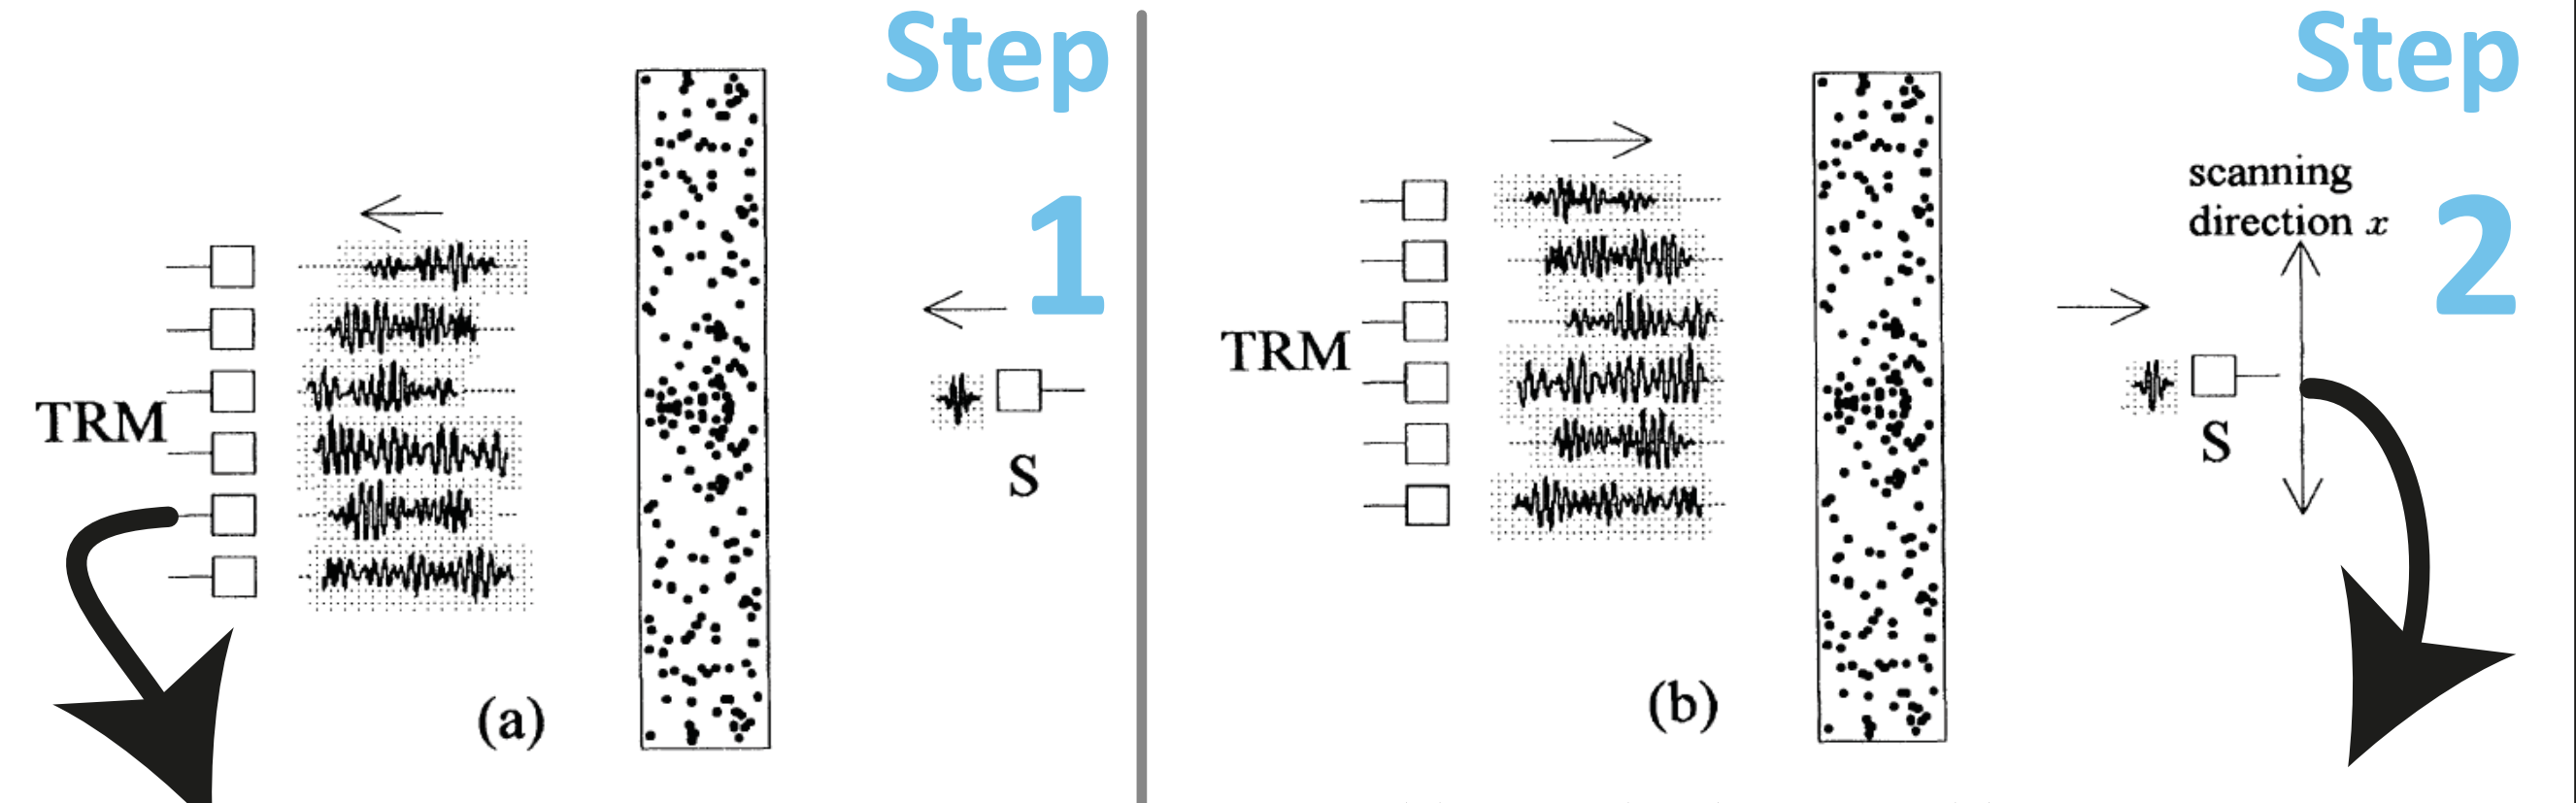 Step
1
TRM
S
(a)
Step
2
scanning
direction x
TRM
S
(b)